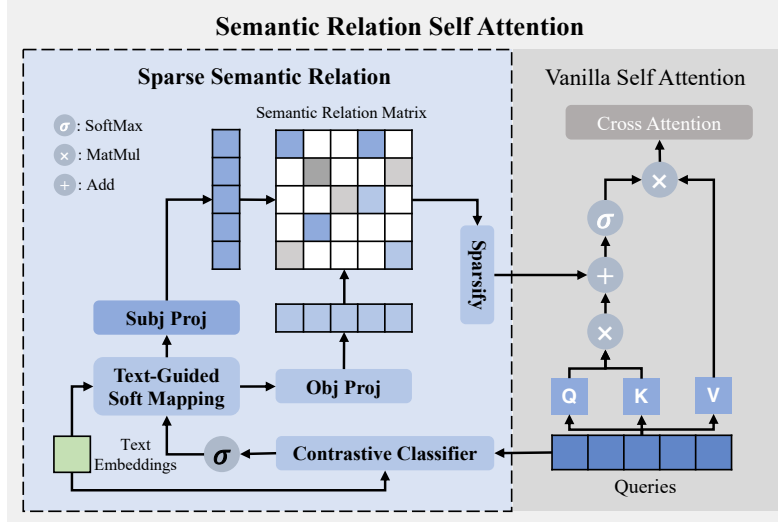 Semantic Relation Self Attention
Sparse Semantic Relation
Vanilla Self Attention
σ: SoftMax
×: MatMul
+: Add
Semantic Relation Matrix
Cross Attention
×
σ
Sparsify
+
Subj Proj
×
Text-Guided
Soft Mapping
Obj Proj
Q
K
V
Text
Embeddings
σ
Contrastive Classifier
Queries